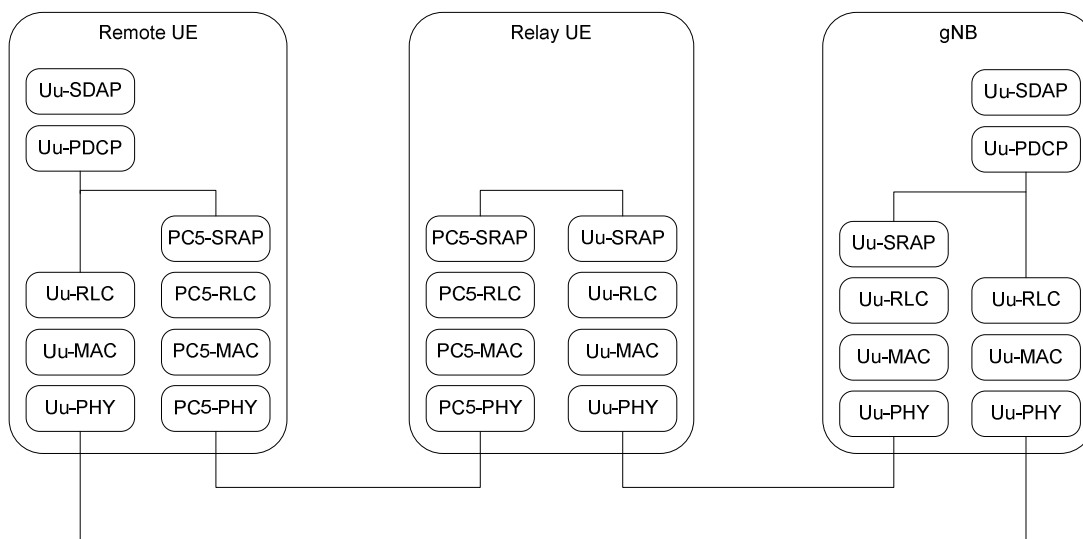 Remote UE
Relay UE
gNB
Uu-SDAP
Uu-SDAP
Uu-PDCP
Uu-PDCP
PC5-SRAP
PC5-SRAP
Uu-SRAP
Uu-SRAP
Uu-RLC
PC5-RLC
PC5-RLC
Uu-RLC
Uu-RLC
Uu-RLC
Uu-MAC
PC5-MAC
PC5-MAC
Uu-MAC
Uu-MAC
Uu-MAC
Uu-PHY
PC5-PHY
PC5-PHY
Uu-PHY
Uu-PHY
Uu-PHY